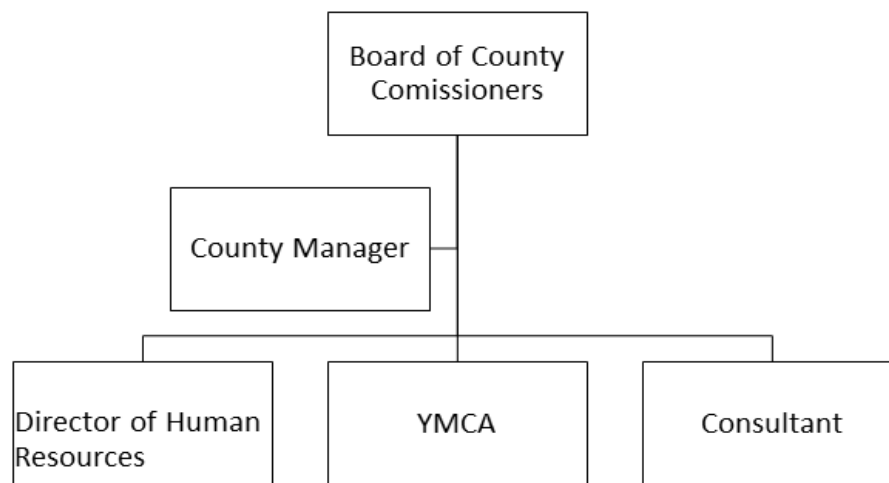 Board of County
Comissioners
County Manager
Director of Human
Resources
YMCA
Consultant